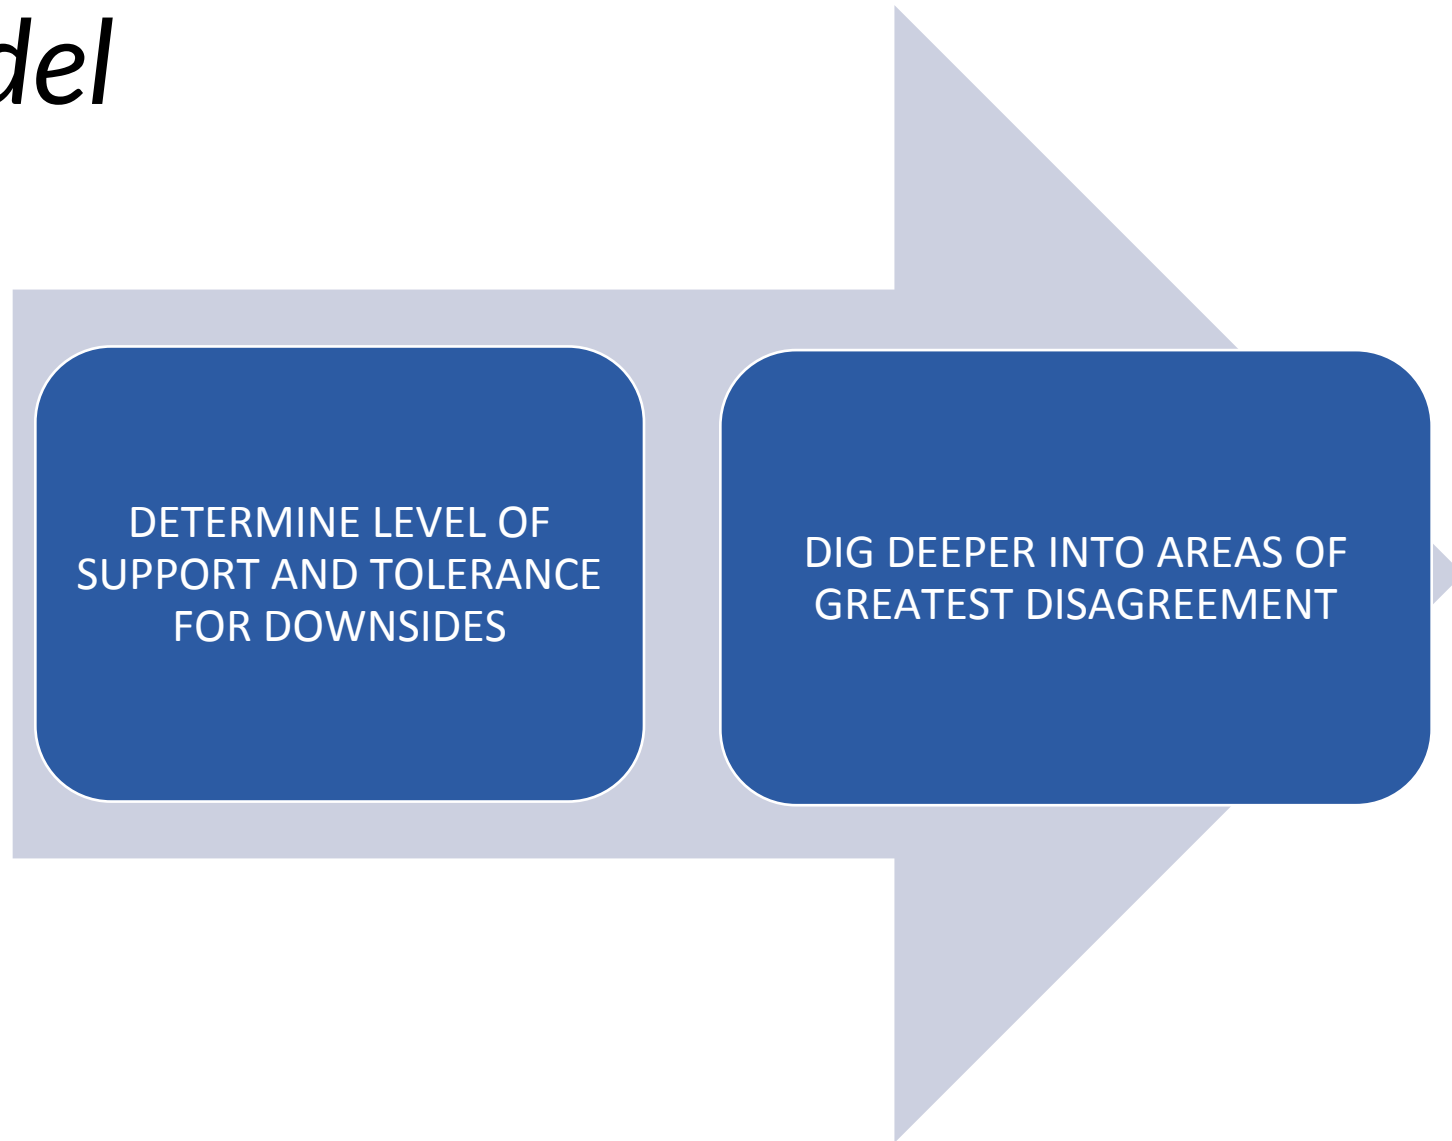 del
DETERMINE LEVEL OF
SUPPORT AND TOLERANCE
FOR DOWNSIDES
DIG DEEPER INTO AREAS OF
GREATEST DISAGREEMENT